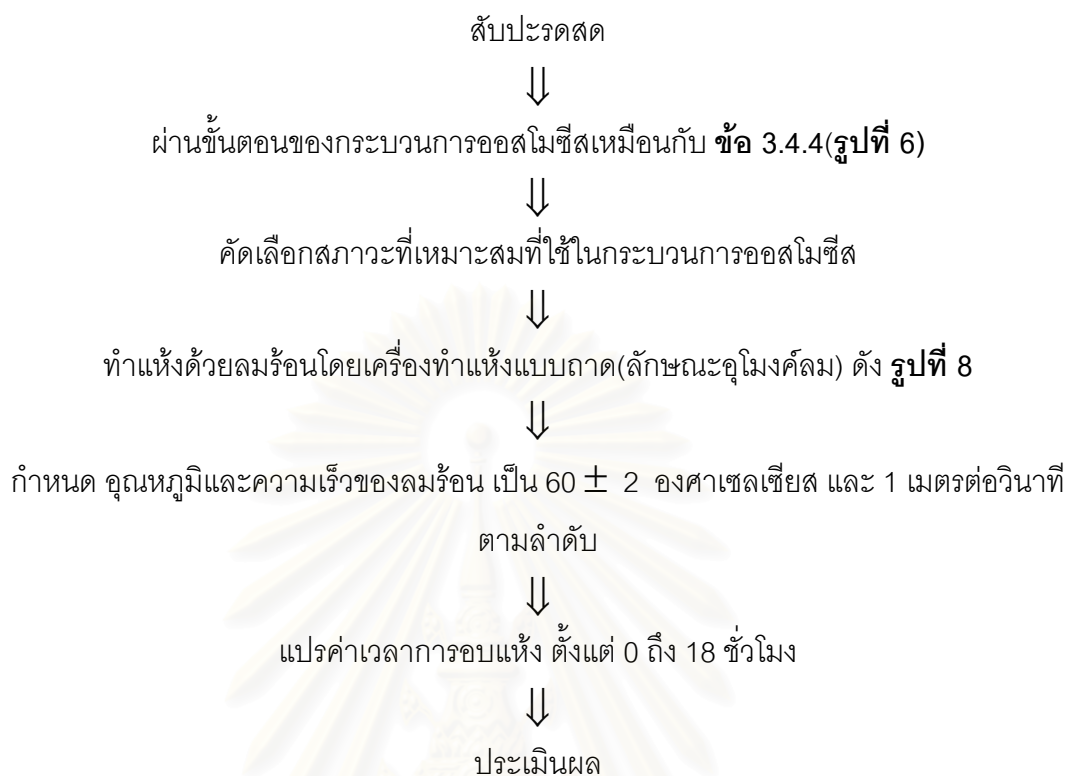 สับปะรดสด
⇓
ผ่านขั้นตอนของกระบวนการออสโมซีสเหมือนกับ ข้อ 3.4.4(รูปที่ 6)
⇓
คัดเลือกสภาวะที่เหมาะสมที่ใช้ในกระบวนการออสโมซีส
⇓
ทำแห้งด้วยลมร้อนโดยเครื่องทำแห้งแบบถาด(ลักษณะอุโมงค์ลม) ดัง รูปที่ 8
⇓
กำหนด อุณหภูมิและความเร็วของลมร้อน เป็น 60 ± 2 องศาเซลเซียส และ 1 เมตรต่อวินาที
ตามลำดับ
⇓
แปรค่าเวลาการอบแห้ง ตั้งแต่ 0 ถึง 18 ชั่วโมง
⇓
ประเมินผล